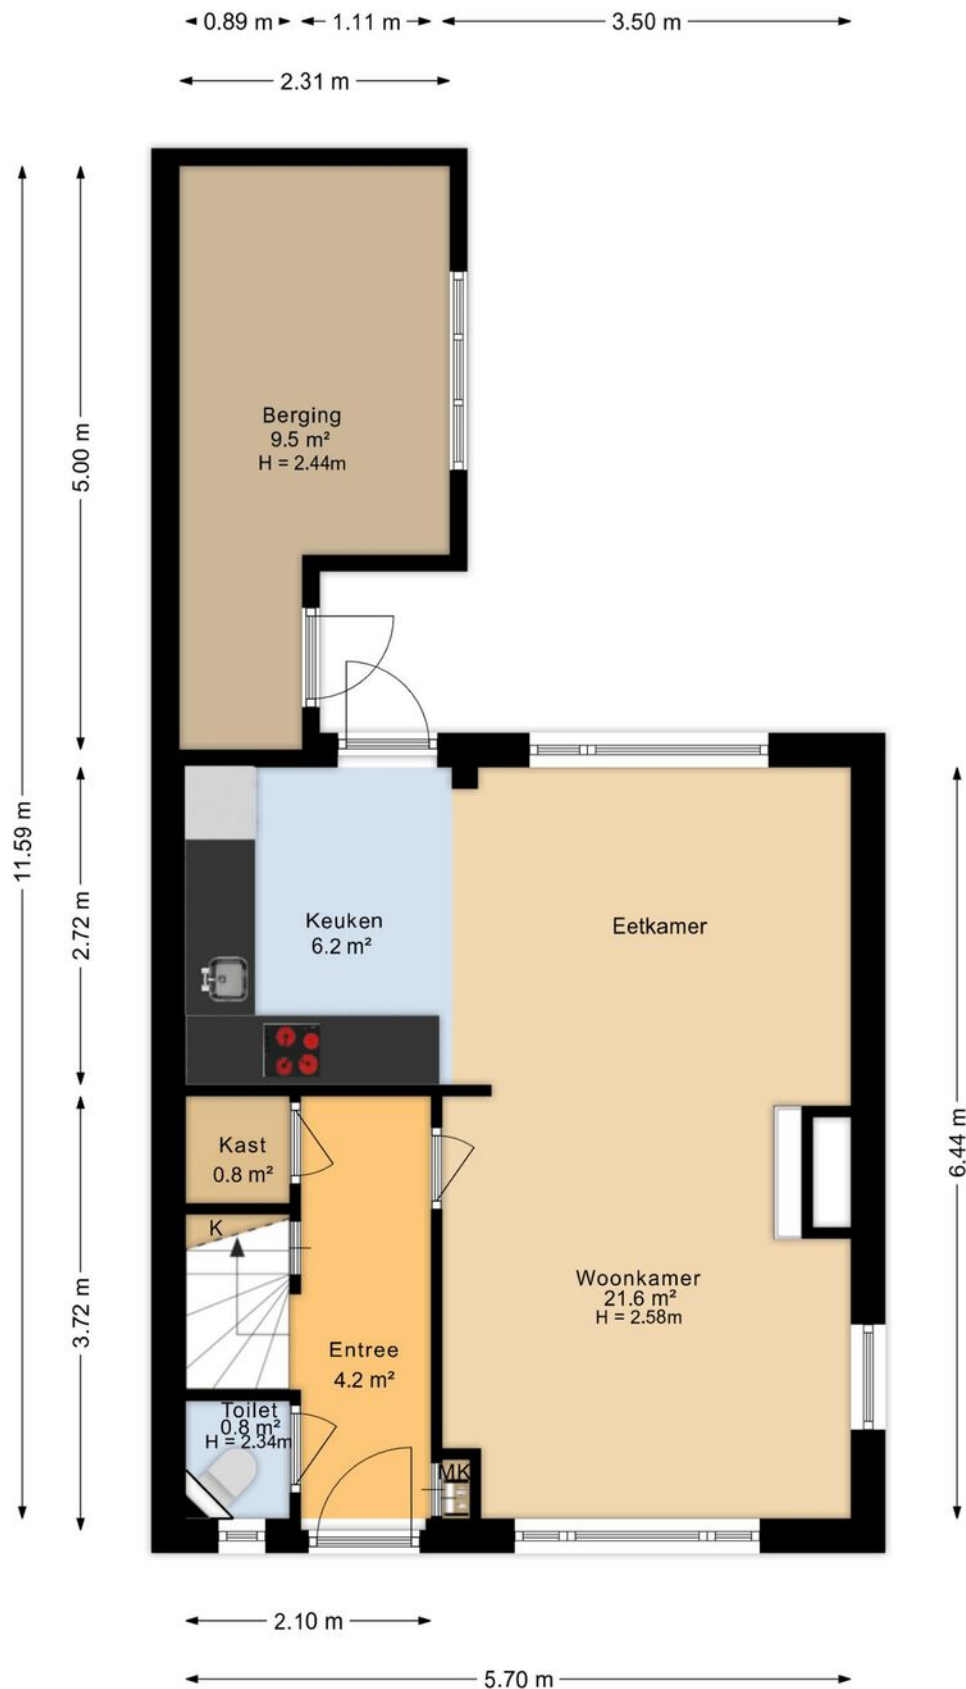 0.89 m
1.11 m
3.50 m
2.31 m
11.59 m
5.00 m
Berging
9.5 m²
H = 2.44m
2.72 m
Keuken
6.2 m²
Eetkamer
6.44 m
3.72 m
Kast
0.8 m²
K
Woonkamer
21.6 m²
H = 2.58m
Entree
4.2 m²
Toilet
0.8 m²
H = 2.34m
MK
2.10 m
5.70 m